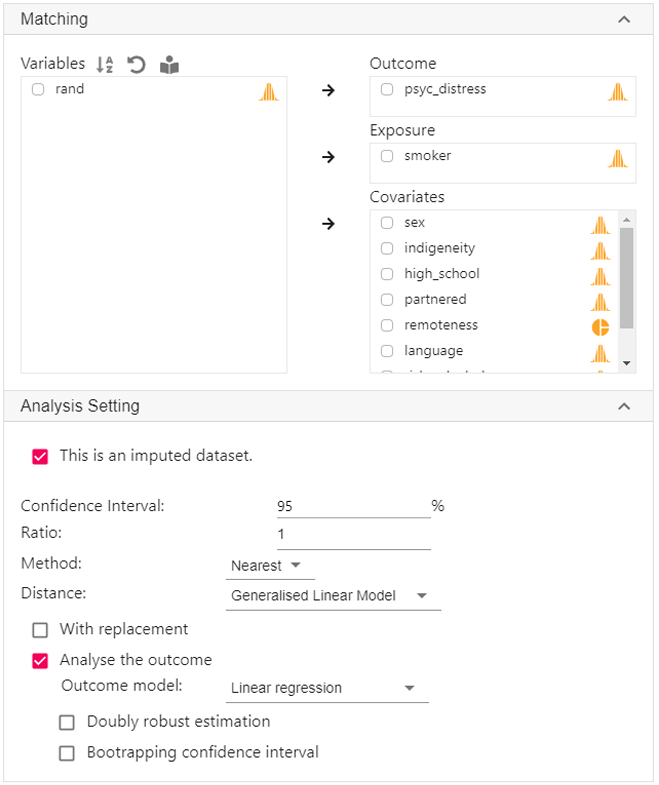 Matching
Variables
rand
Outcome
psyc_distress
Exposure
smoker
Covariates
sex
indigeneity
high_school
partnered
remoteness
language
Analysis Setting
This is an imputed dataset.
Confidence Interval: 95 %
Ratio: 1
Method: Nearest
Distance: Generalised Linear Model
With replacement
Analyse the outcome
Outcome model: Linear regression
Doubly robust estimation
Bootrapping confidence interval